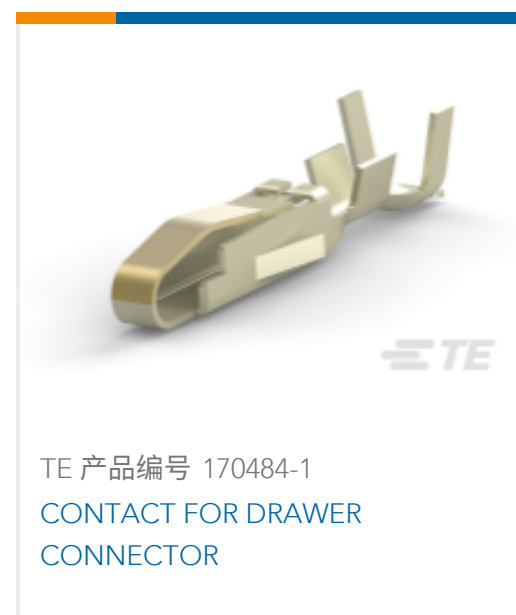 TE
TE 产品编号 170484-1
CONTACT FOR DRAWER
CONNECTOR